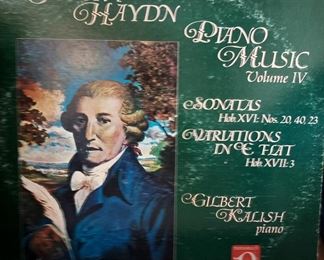 HAYDN
PIANO
MUSIC
Volume IV
SONATAS
Hob. XVI: Nos. 20, 40, 23
VARIATIONS
IN E FLAT
Hob. XVII: 3
GILBERT
KALISH
piano